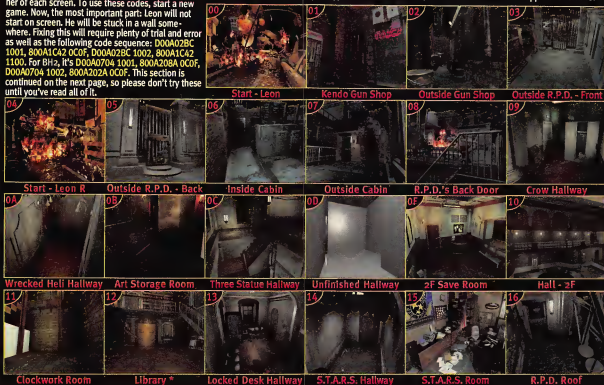 ner of each screen. To use these codes, start a new
game. Now, the most important part: Leon will not
start on screen. He will be stuck in a wall some-
where. Fixing this will require plenty of trial and error
as well as the following code sequence: D00A02BC
1001, 800A1C42 0C0F, D00A02BC 1002, 800A1C42
1100. For BH2, it's D00A0704 1001, 800A208A 0C0F,
D00A0704 1002, 800A202A 0C0F. This section is
continued on the next page, so please don't try these
until you've read all of it.
00 01 02 03
Start - Leon Kendo Gun Shop Outside Gun Shop Outside R.P.D. - Front
04 05 06 07 08 09
Start - Leon R Outside R.P.D. - Back Inside Cabin Outside Cabin R.P.D.'s Back Door Crow Hallway
0A 0B 0C 0D 0F 10
Wrecked Heli Hallway Art Storage Room Three Statue Hallway Unfinished Hallway 2F Save Room Hall - 2F
11 12 13 14 15 16
Clockwork Room Library * Locked Desk Hallway S.T.A.R.S. Hallway S.T.A.R.S. Room R.P.D. Roof